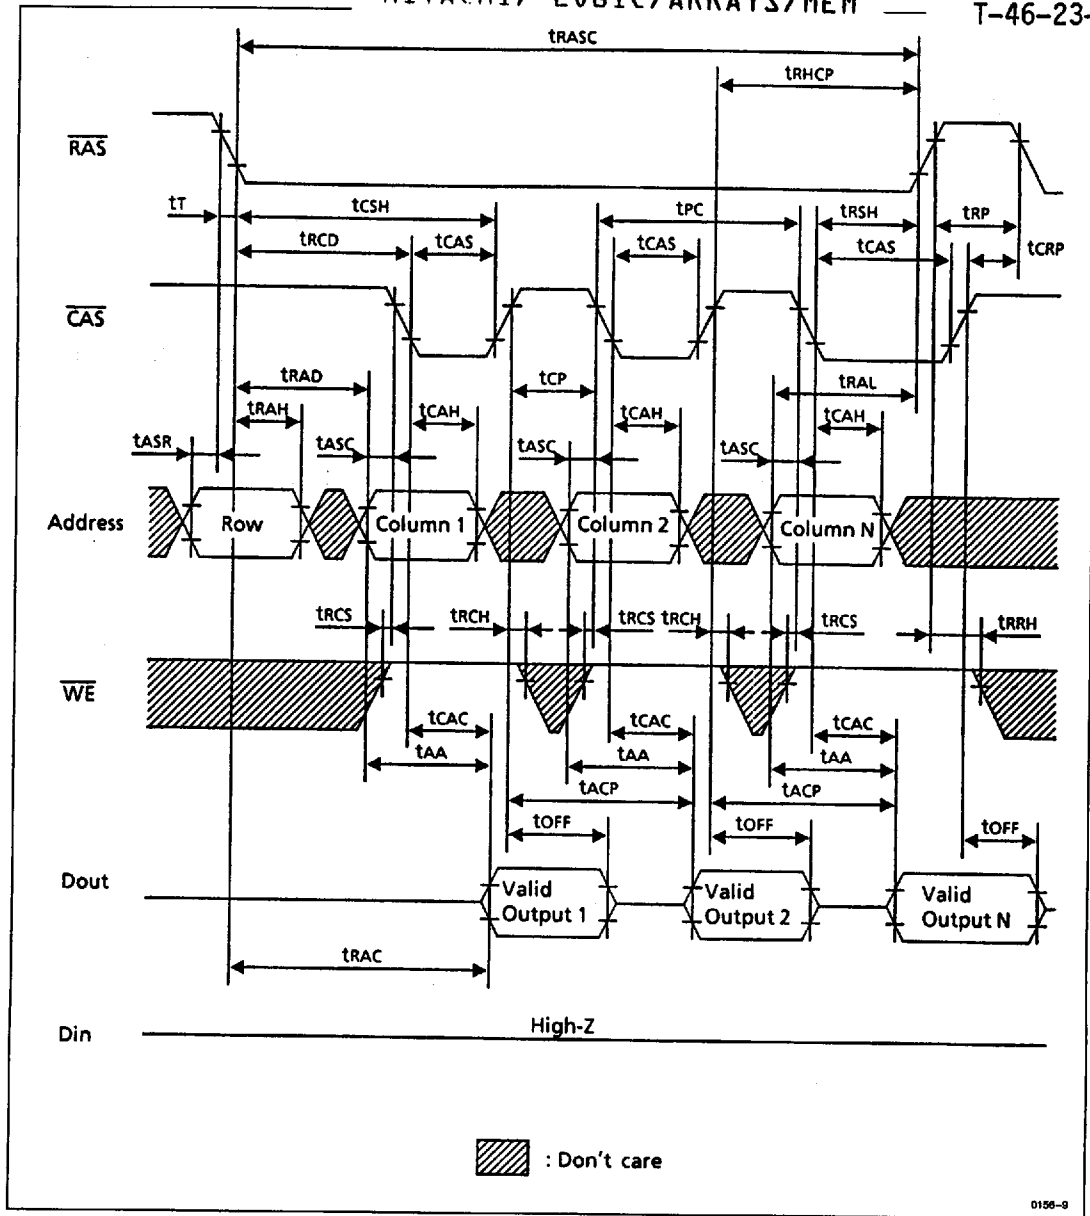 HITACHI/ LOGIC/ARRAYS/MEM
T-46-23-
tRASC
tRHCP
RAS
tT
tCSH
tPC
tRSH
tRP
tRCD
tCAS
tCAS
tCAS
tCRP
CAS
tRAD
tCP
tRAL
tRAH
tCAH
tCAH
tCAH
tASR
tASC
tASC
tASC
Address
Row
Column 1
Column 2
Column N
tRCS
tRCH
tRCS
tRCH
tRCS
tRRH
WE
tCAC
tCAC
tCAC
tAA
tAA
tAA
tACP
tACP
tOFF
tOFF
tOFF
Dout
Valid
Output 1
Valid
Output 2
Valid
Output N
tRAC
Din
High-Z
: Don't care
0156-9